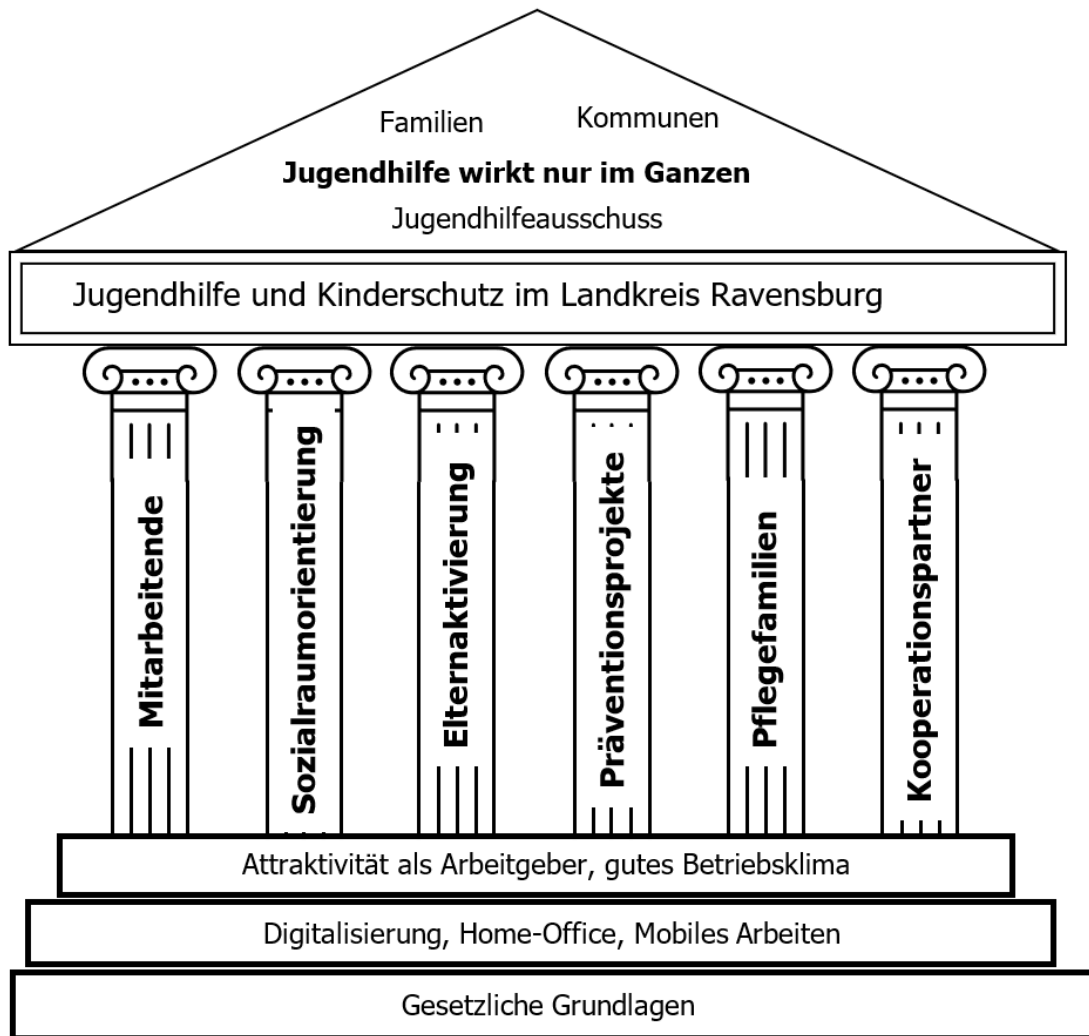 Familien
Kommunen
Jugendhilfe wirkt nur im Ganzen
Jugendhilfeausschuss
Jugendhilfe und Kinderschutz im Landkreis Ravensburg
Mitarbeitende
Sozialraumorientierung
Elternaktivierung
Präventionsprojekte
Pflegefamilien
Kooperationspartner
Attraktivität als Arbeitgeber, gutes Betriebsklima
Digitalisierung, Home-Office, Mobiles Arbeiten
Gesetzliche Grundlagen